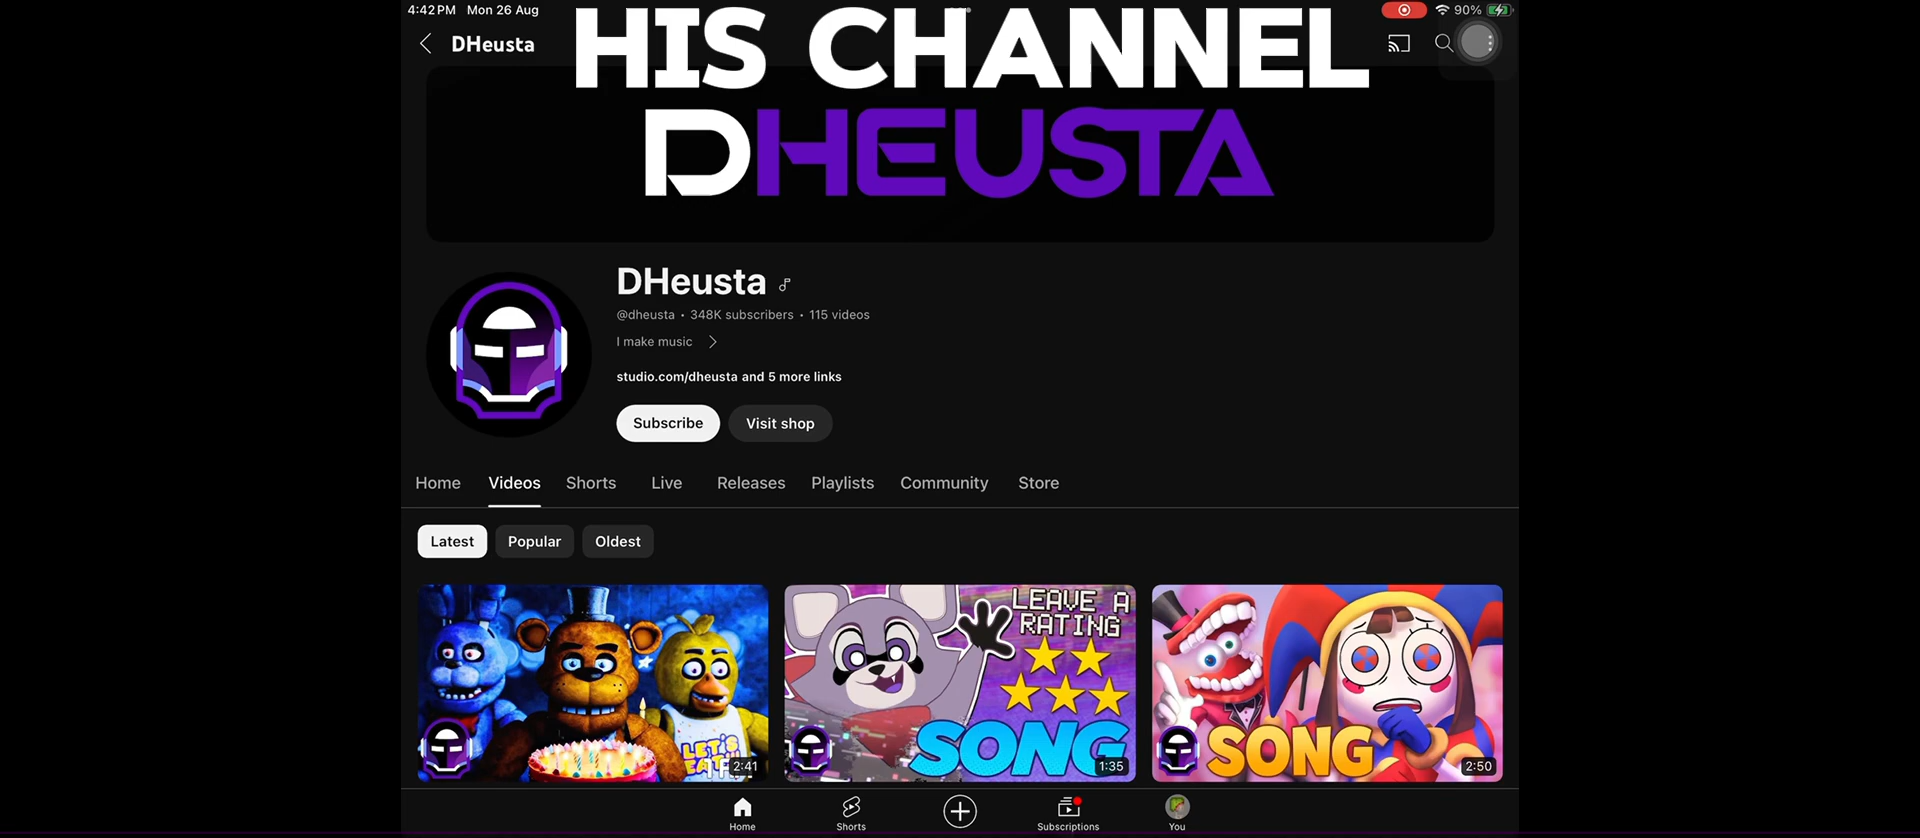 4:42 PM Mon 26 Aug
90%
HIS CHANNEL
DHeusta
DHEUSTA
DHeusta
@dheusta • 348K subscribers • 115 videos
I make music
studio.com/dheusta and 5 more links
Subscribe
Visit shop
Home
Videos
Shorts
Live
Releases
Playlists
Community
Store
Latest
Popular
Oldest
LET'S
EAT
2:41
LEAVE A
RATING
SONG
1:35
SONG
2:50
Home
Shorts
Subscriptions
You